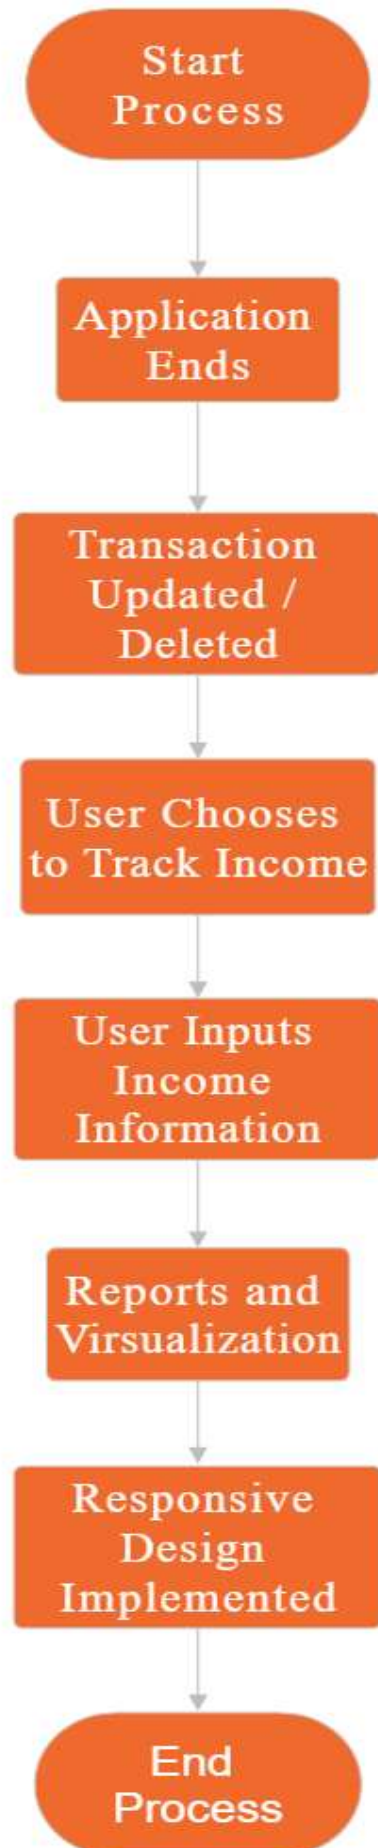 Start
Process
Application
Ends
Transaction
Updated /
Deleted
User Chooses
to Track Income
User Inputs
Income
Information
Reports and
Virsualization
Responsive
Design
Implemented
End
Process